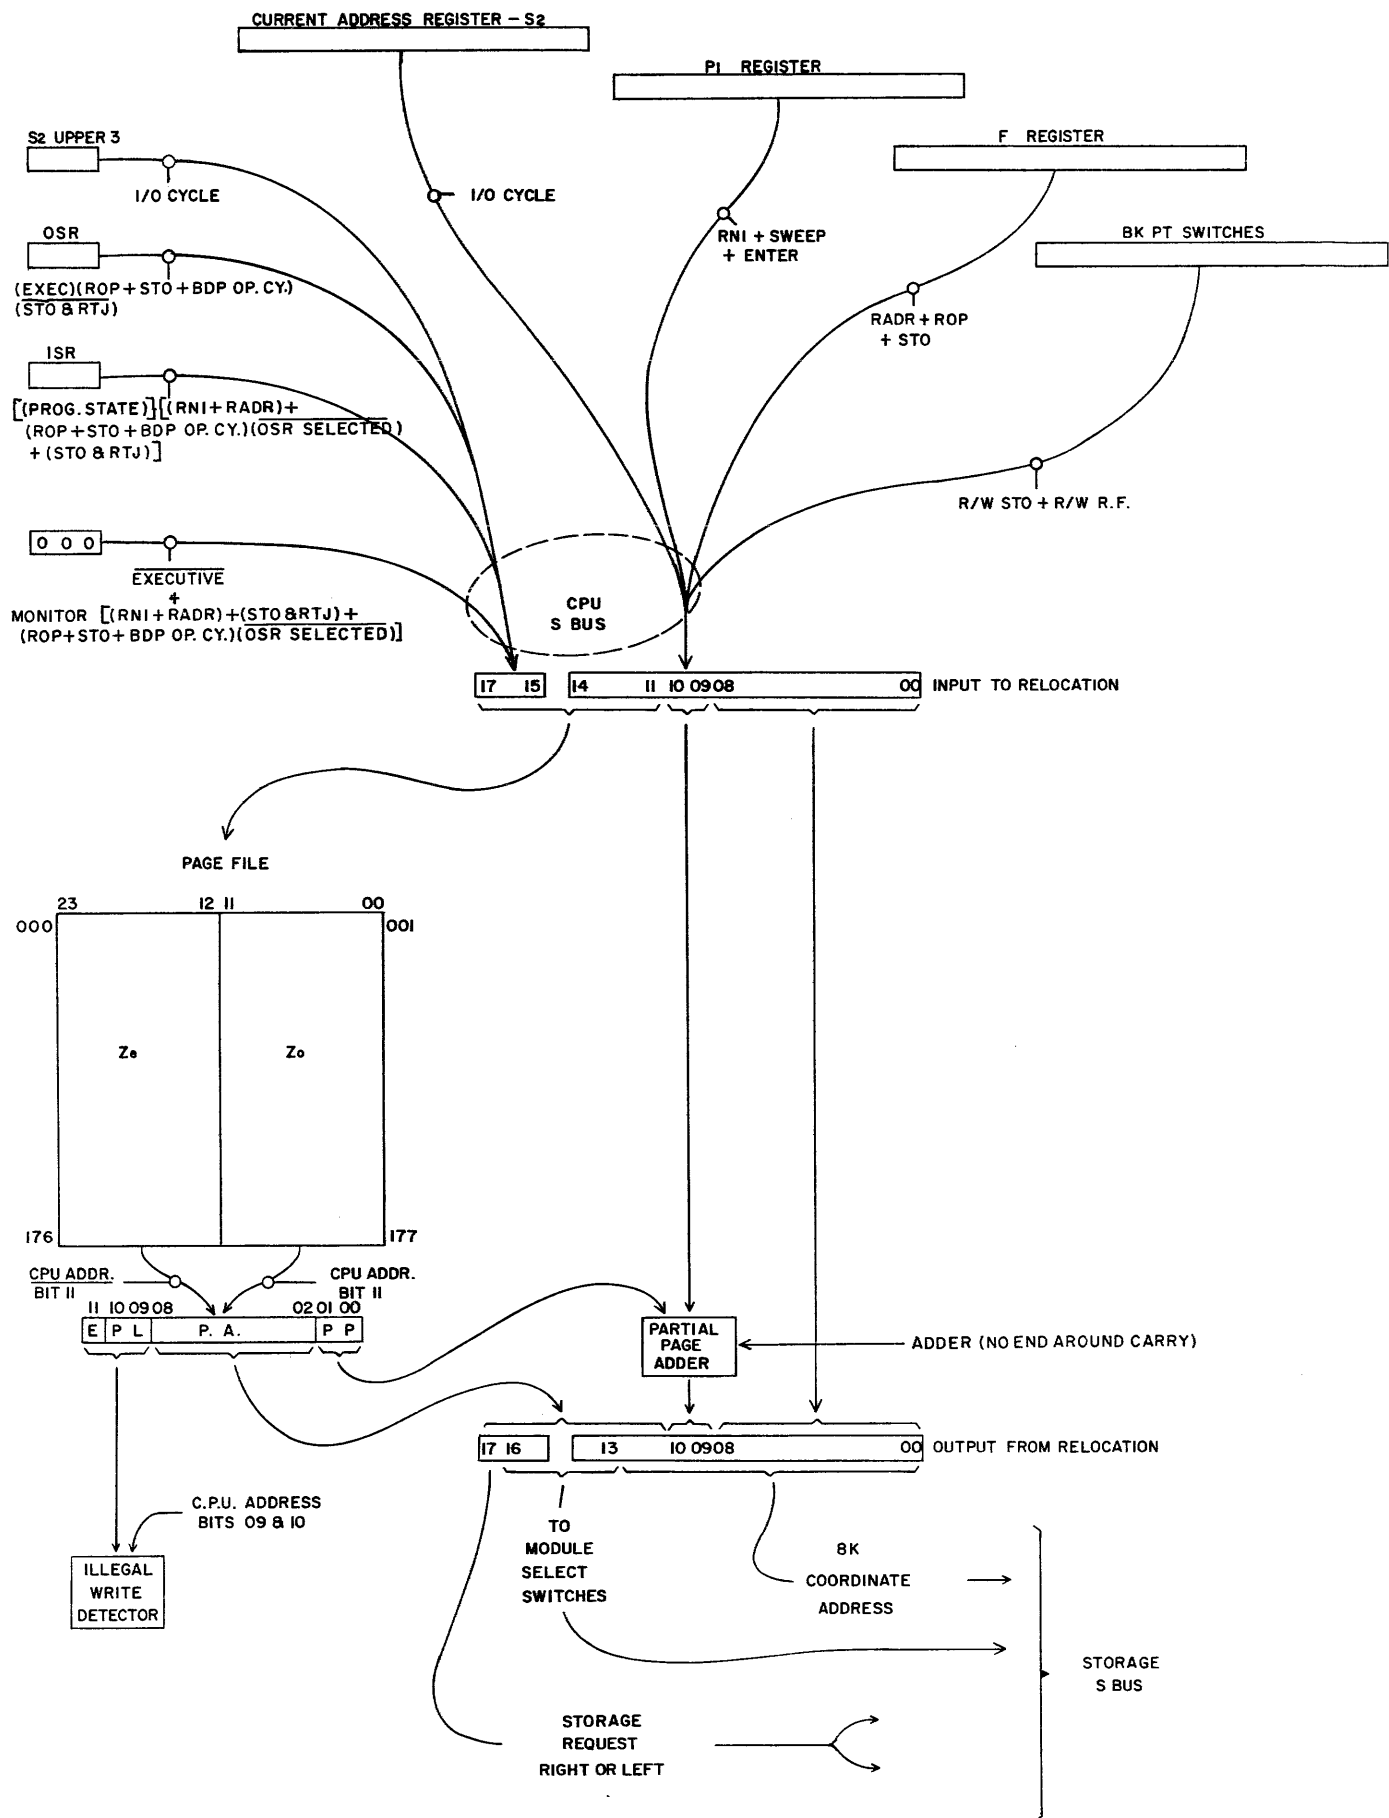 CURRENT ADDRESS REGISTER – S2
P1 REGISTER
F REGISTER
BK PT SWITCHES
S2 UPPER 3
I/O CYCLE
I/O CYCLE
RNI + SWEEP
+ ENTER
RADR + ROP
+ STO
R/W STO + R/W R.F.
OSR
(EXEC)(ROP+STO+BDP OP. CY.)
(STO & RTJ)
ISR
[(PROG. STATE)][(RNI+RADR)+
(ROP+STO+BDP OP. CY.)(OSR SELECTED)
+ (STO & RTJ)]
0 0 0
EXECUTIVE
+
MONITOR [(RNI+RADR)+(STO&RTJ)+
(ROP+STO+BDP OP. CY.)(OSR SELECTED)]
CPU
S BUS
17 15 14 11 10 09 08 00 INPUT TO RELOCATION
PAGE FILE
23 12 11 00
000 001
Ze Zo
176 177
CPU ADDR.
BIT 11
CPU ADDR.
BIT 11
11 10 09 08 02 01 00
E P L P. A. P P
PARTIAL
PAGE
ADDER
ADDER (NO END AROUND CARRY)
17 16 13 10 09 08 00 OUTPUT FROM RELOCATION
C.P.U. ADDRESS
BITS 09 & 10
ILLEGAL
WRITE
DETECTOR
TO
MODULE
SELECT
SWITCHES
8K
COORDINATE
ADDRESS
STORAGE
S BUS
STORAGE
REQUEST
RIGHT OR LEFT